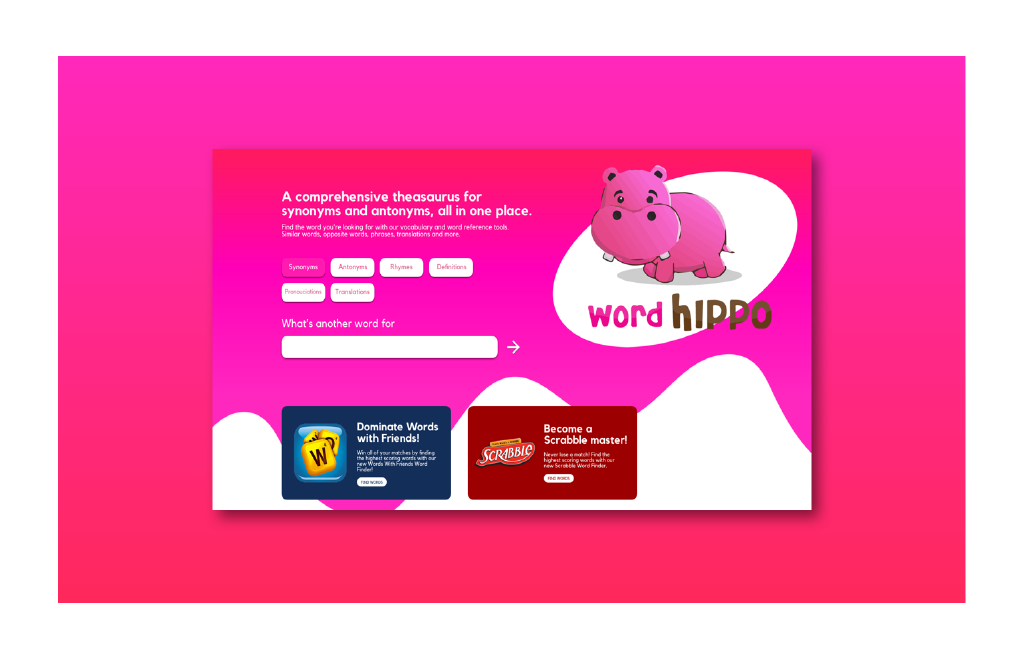 A comprehensive theasaurus for
synonyms and antonyms, all in one place.
Find the word you're looking for with our vocabulary and word reference tools.
Similar words, opposite words, phrases, translations and more.
Synonyms
Antonyms
Rhymes
Definitions
Pronouciations
Translations
What's another word for
word hippo
Dominate Words
with Friends!
Win all of your matches by finding
the highest scoring words with our
new Words With Friends Word
Finder!
FIND WORDS
W
SCRABBLE
Become a
Scrabble master!
Never lose a match! Find the
highest scoring words with our
new Scrabble Word Finder.
FIND WORDS